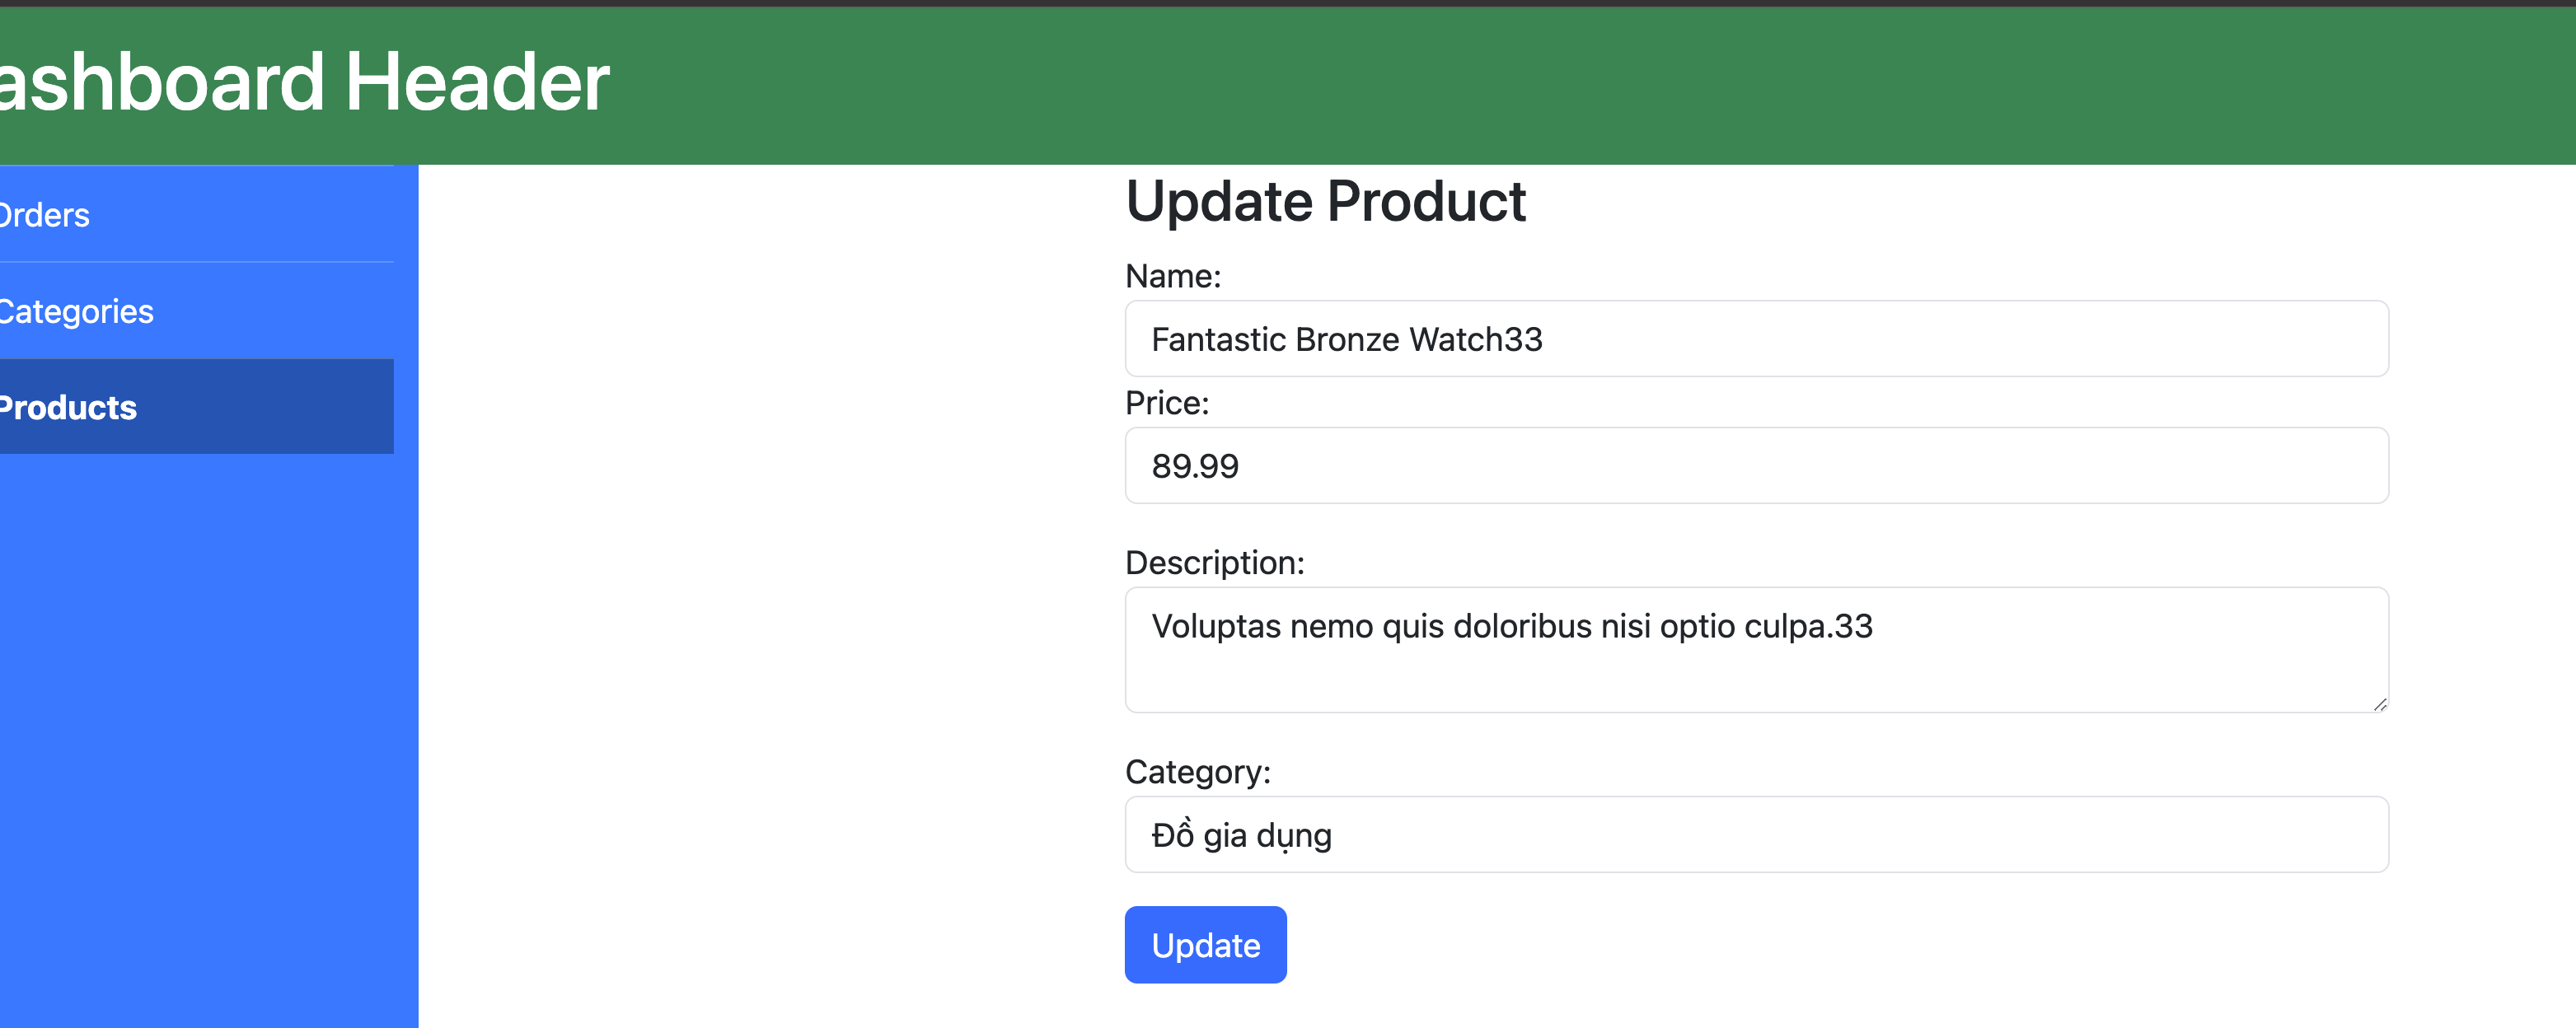 ashboard Header
Orders
Categories
Products
Update Product
Name:
Fantastic Bronze Watch33
Price:
89.99
Description:
Voluptas nemo quis doloribus nisi optio culpa.33
Category:
Đồ gia dụng
Update